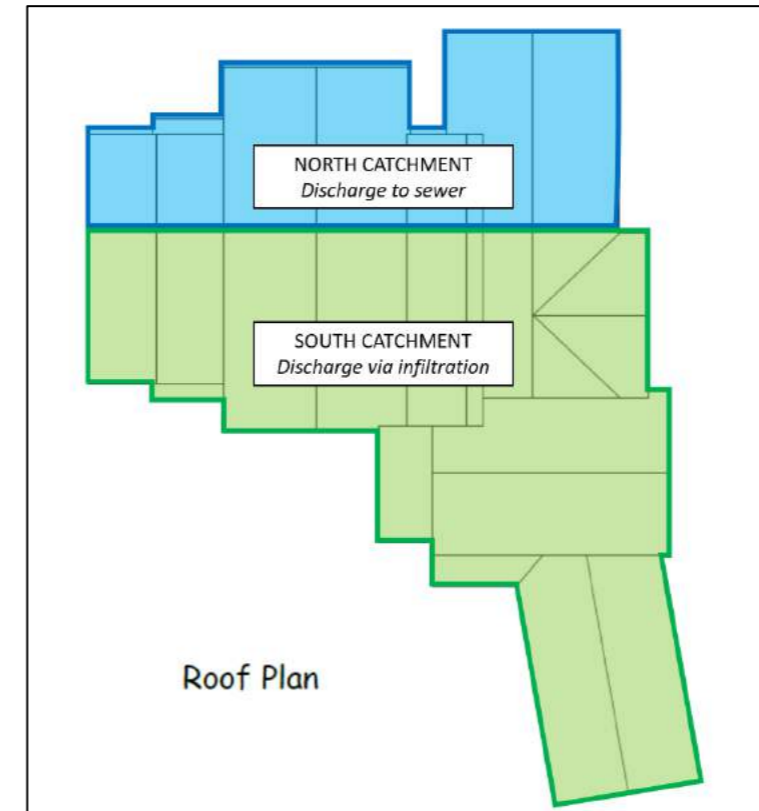 NORTH CATCHMENT
Discharge to sewer
SOUTH CATCHMENT
Discharge via infiltration
Roof Plan